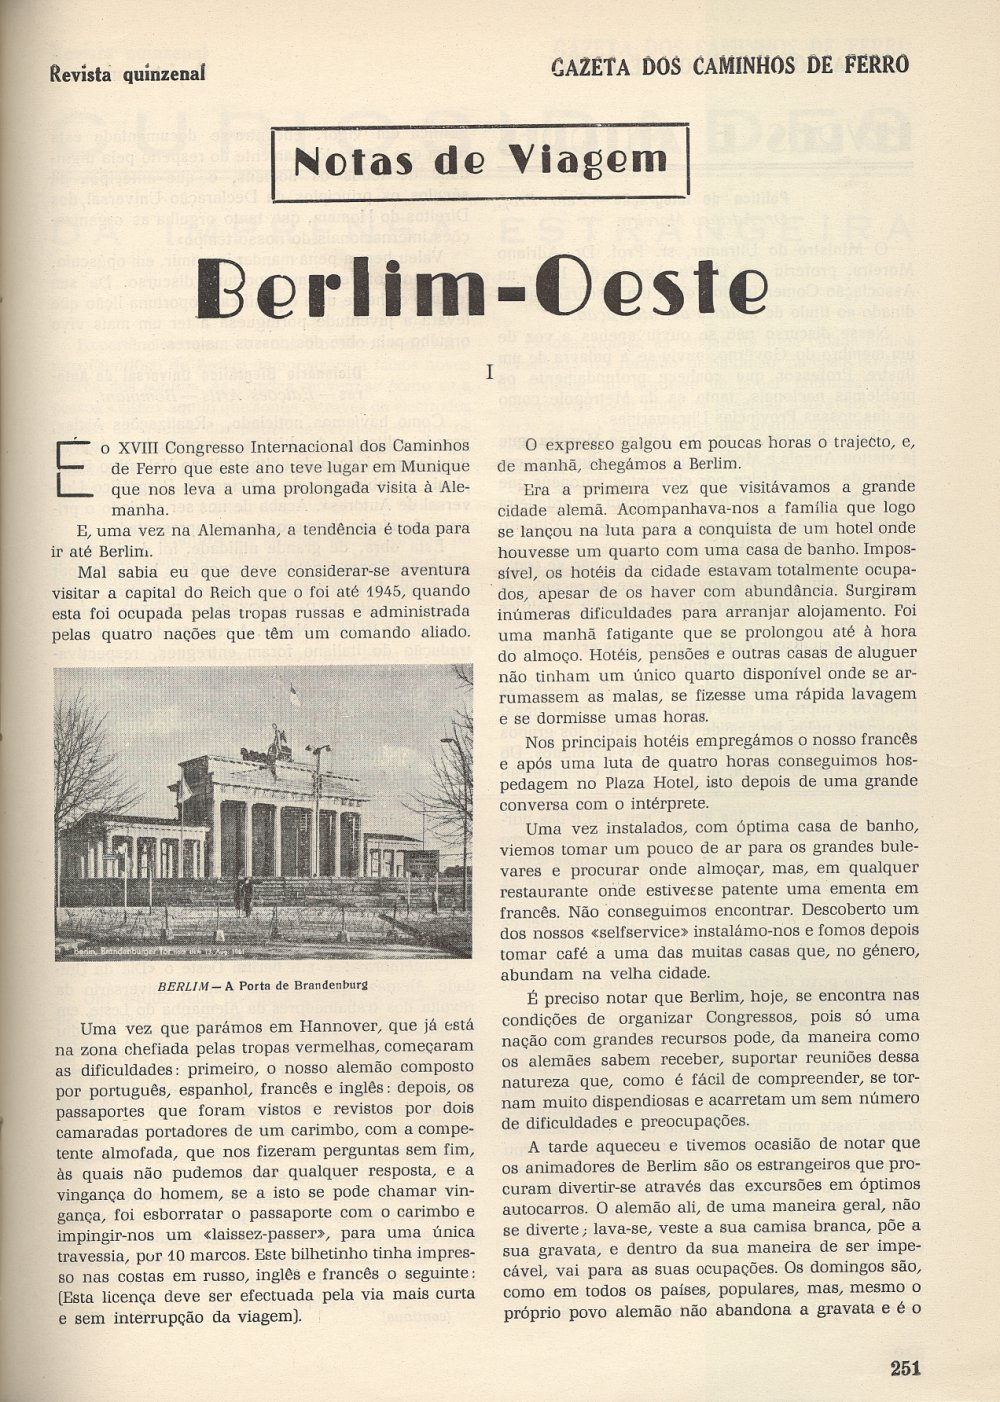 Revista quinzenal
GAZETA DOS CAMINHOS DE FERRO
Notas de Viagem
Berlim-Oeste
I
É o XVIII Congresso Internacional dos Caminhos
de Ferro que este ano teve lugar em Munique
que nos leva a uma prolongada visita à Ale-
manha.
E, uma vez na Alemanha, a tendência é toda para
ir até Berlim.
Mal sabia eu que deve considerar-se aventura
visitar a capital do Reich que o foi até 1945, quando
esta foi ocupada pelas tropas russas e administrada
pelas quatro nações que têm um comando aliado.
BERLIM — A Porta de Brandenburg
Uma vez que parámos em Hannover, que já está
na zona chefiada pelas tropas vermelhas, começaram
as dificuldades: primeiro, o nosso alemão composto
por português, espanhol, francês e inglês: depois, os
passaportes que foram vistos e revistos por dois
camaradas portadores de um carimbo, com a compe-
tente almofada, que nos fizeram perguntas sem fim,
às quais não pudemos dar qualquer resposta, e a
vingança do homem, se a isto se pode chamar vin-
gança, foi esborratar o passaporte com o carimbo e
impingir-nos um «laissez-passer», para uma única
travessia, por 10 marcos. Este bilhetinho tinha impres-
so nas costas em russo, inglês e francês o seguinte:
(Esta licença deve ser efectuada pela via mais curta
e sem interrupção da viagem).
O expresso galgou em poucas horas o trajecto, e,
de manhã, chegámos a Berlim.
Era a primeira vez que visitávamos a grande
cidade alemã. Acompanhava-nos a família que logo
se lançou na luta para a conquista de um hotel onde
houvesse um quarto com uma casa de banho. Impos-
sível, os hotéis da cidade estavam totalmente ocupa-
dos, apesar de os haver com abundância. Surgiram
inúmeras dificuldades para arranjar alojamento. Foi
uma manhã fatigante que se prolongou até à hora
do almoço. Hotéis, pensões e outras casas de aluguer
não tinham um único quarto disponível onde se ar-
rumassem as malas, se fizesse uma rápida lavagem
e se dormisse umas horas.
Nos principais hotéis empregámos o nosso francês
e após uma luta de quatro horas conseguimos hos-
pedagem no Plaza Hotel, isto depois de uma grande
conversa com o intérprete.
Uma vez instalados, com óptima casa de banho,
viemos tomar um pouco de ar para os grandes bule-
vares e procurar onde almoçar, mas, em qualquer
restaurante onde estivesse patente uma ementa em
francês. Não conseguimos encontrar. Descoberto um
dos nossos «selfservice» instalámo-nos e fomos depois
tomar café a uma das muitas casas que, no género,
abundam na velha cidade.
É preciso notar que Berlim, hoje, se encontra nas
condições de organizar Congressos, pois só uma
nação com grandes recursos pode, da maneira como
os alemães sabem receber, suportar reuniões dessa
natureza que, como é fácil de compreender, se tor-
nam muito dispendiosas e acarretam um sem número
de dificuldades e preocupações.
A tarde aqueceu e tivemos ocasião de notar que
os animadores de Berlim são os estrangeiros que pro-
curam divertir-se através das excursões em óptimos
autocarros. O alemão ali, de uma maneira geral, não
se diverte; lava-se, veste a sua camisa branca, põe a
sua gravata, e dentro da sua maneira de ser impe-
cável, vai para as suas ocupações. Os domingos são,
como em todos os países, populares, mas, mesmo o
próprio povo alemão não abandona a gravata e é o
251